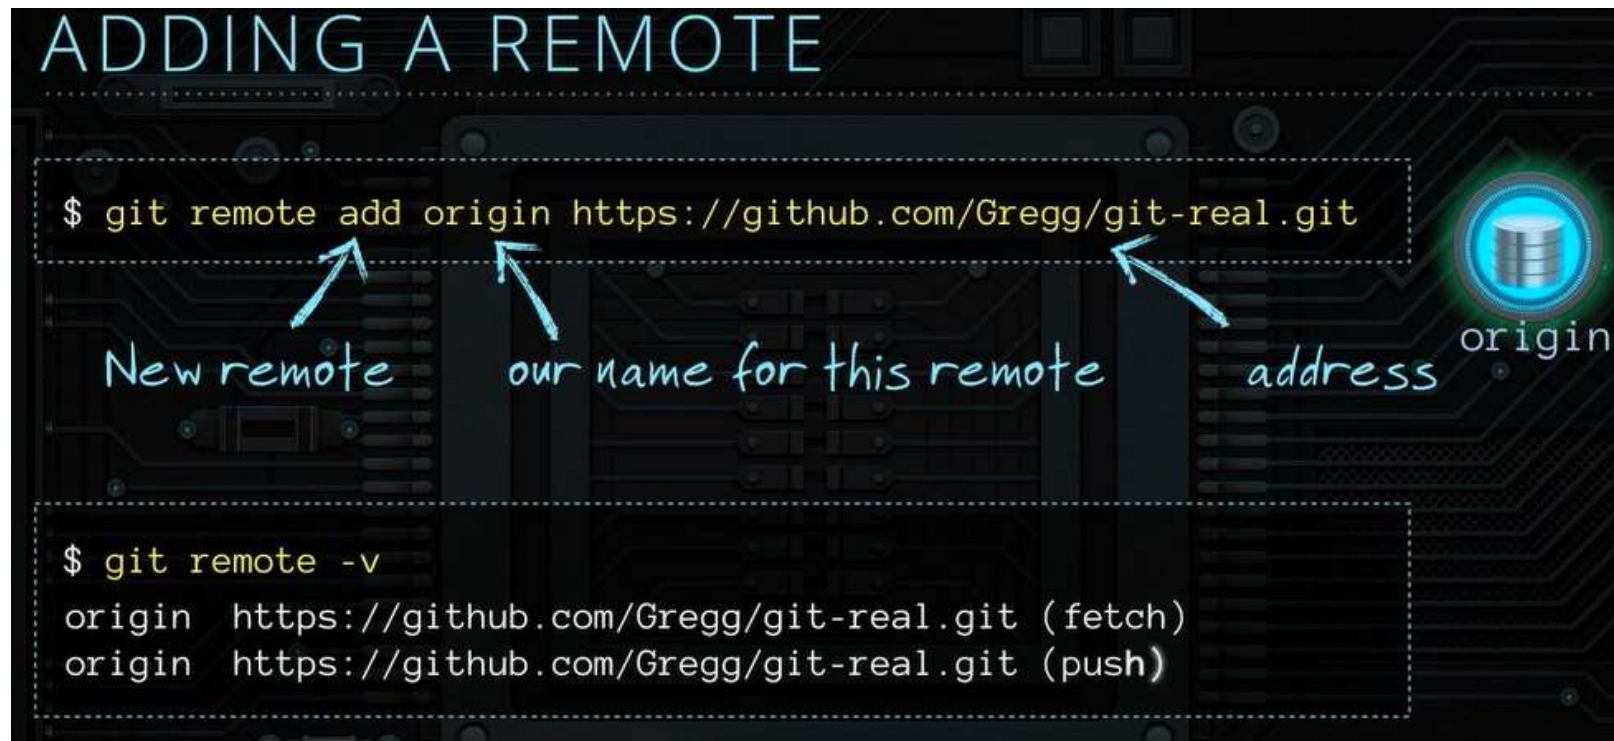 ADDING A REMOTE
$ git remote add origin https://github.com/Gregg/git-real.git
New remote our name for this remote address
origin
$ git remote -v
origin https://github.com/Gregg/git-real.git (fetch)
origin https://github.com/Gregg/git-real.git (push)